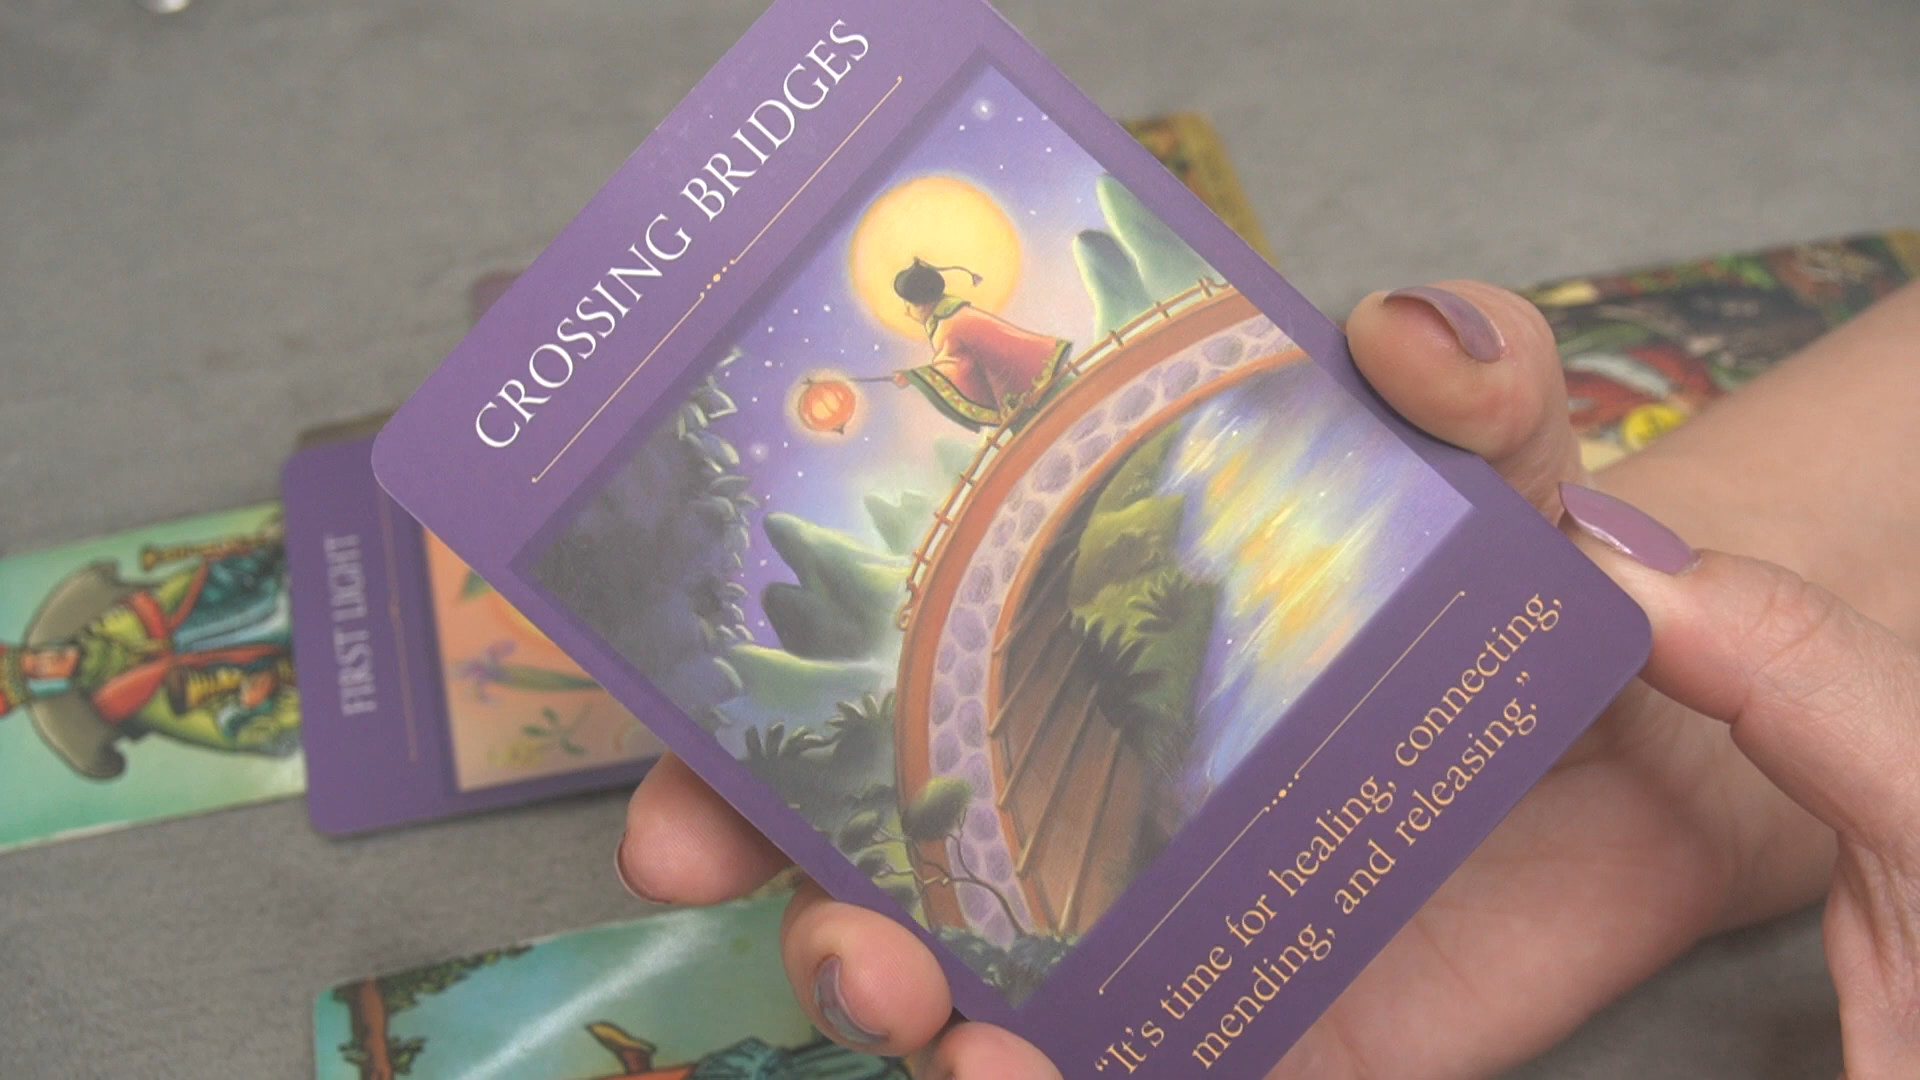 CROSSING BRIDGES
“It’s time for healing, connecting,
mending, and releasing.”
FIRST LIGHT